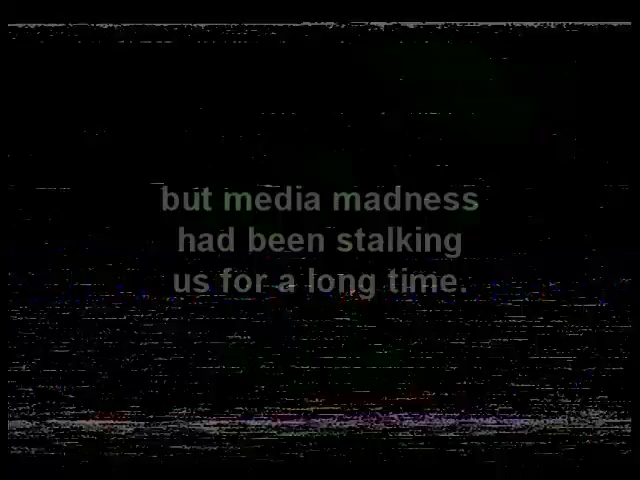 but media madness
had been stalking
us for a long time.